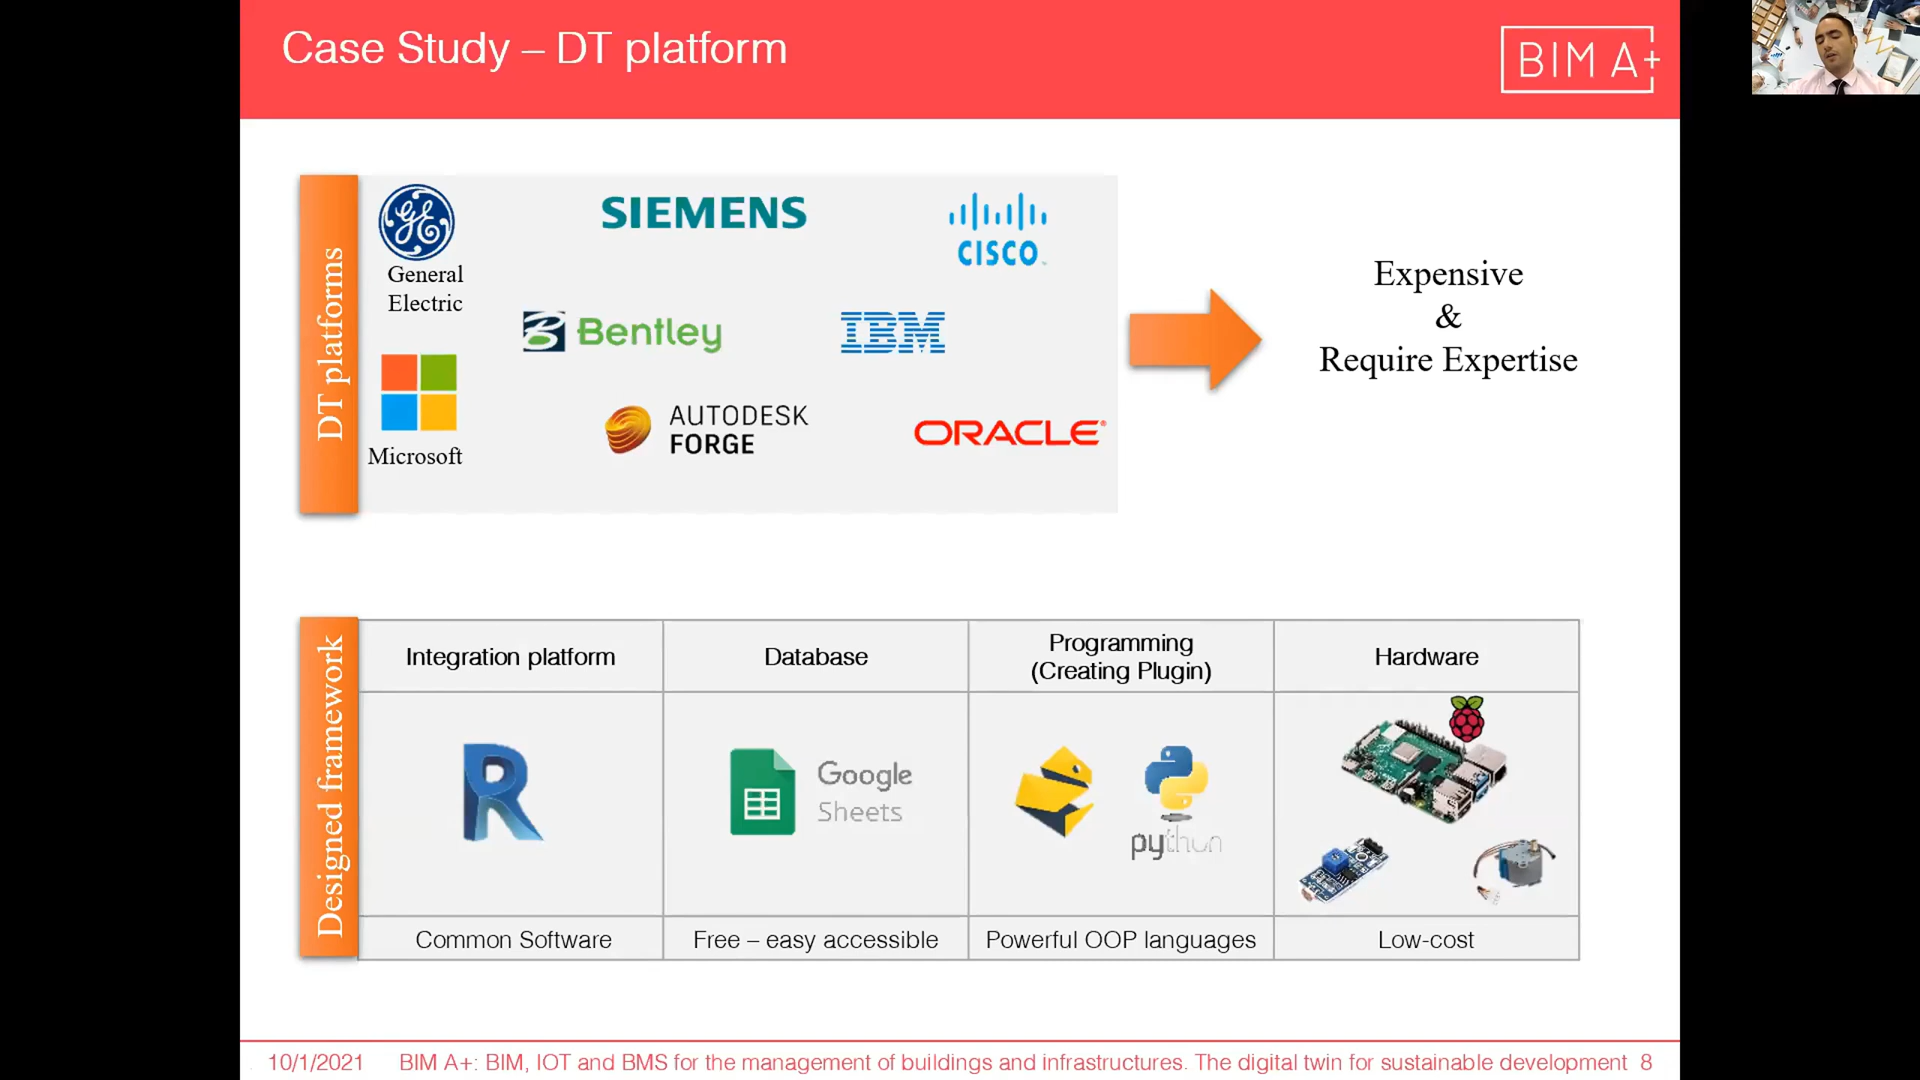 Case Study – DT platform
BIM A+
DT platforms
GE
General
Electric
SIEMENS
CISCO
Bentley
IBM
Microsoft
AUTODESK
FORGE
ORACLE
Expensive
&
Require Expertise
Designed framework
Integration platform
Database
Programming
(Creating Plugin)
Hardware
R
Google
Sheets
python
Common Software
Free – easy accessible
Powerful OOP languages
Low-cost
10/1/2021 BIM A+: BIM, IOT and BMS for the management of buildings and infrastructures. The digital twin for sustainable development 8